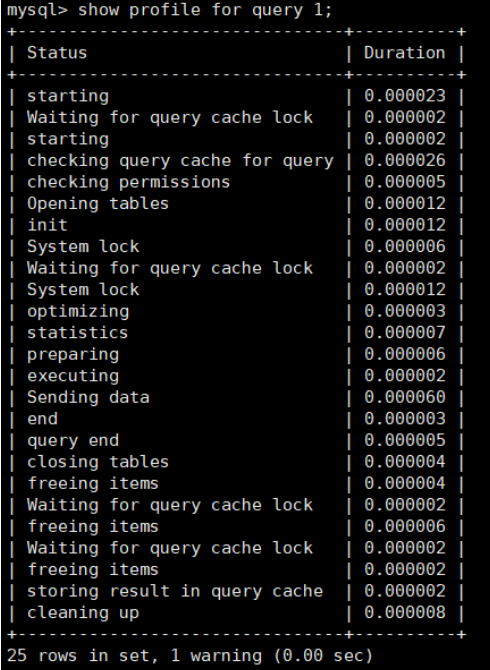 mysql> show profile for query 1;
+--------------------------------+----------+
| Status                         | Duration |
+--------------------------------+----------+
| starting                       | 0.000023 |
| Waiting for query cache lock   | 0.000002 |
| starting                       | 0.000002 |
| checking query cache for query | 0.000026 |
| checking permissions           | 0.000005 |
| Opening tables                 | 0.000012 |
| init                           | 0.000012 |
| System lock                    | 0.000006 |
| Waiting for query cache lock   | 0.000002 |
| System lock                    | 0.000012 |
| optimizing                     | 0.000003 |
| statistics                     | 0.000007 |
| preparing                      | 0.000006 |
| executing                      | 0.000002 |
| Sending data                   | 0.000060 |
| end                            | 0.000003 |
| query end                      | 0.000005 |
| closing tables                 | 0.000004 |
| freeing items                  | 0.000004 |
| Waiting for query cache lock   | 0.000002 |
| freeing items                  | 0.000006 |
| Waiting for query cache lock   | 0.000002 |
| freeing items                  | 0.000002 |
| storing result in query cache  | 0.000002 |
| cleaning up                    | 0.000008 |
+--------------------------------+----------+
25 rows in set, 1 warning (0.00 sec)